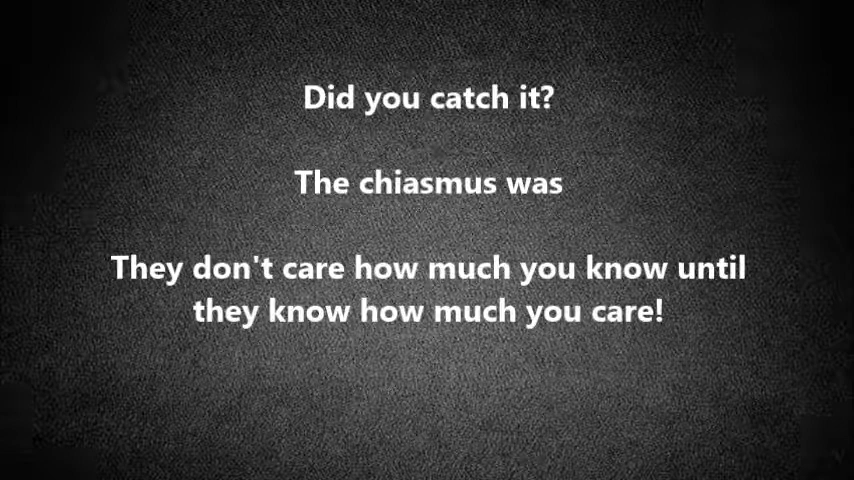 Did you catch it?
The chiasmus was
They don't care how much you know until
they know how much you care!